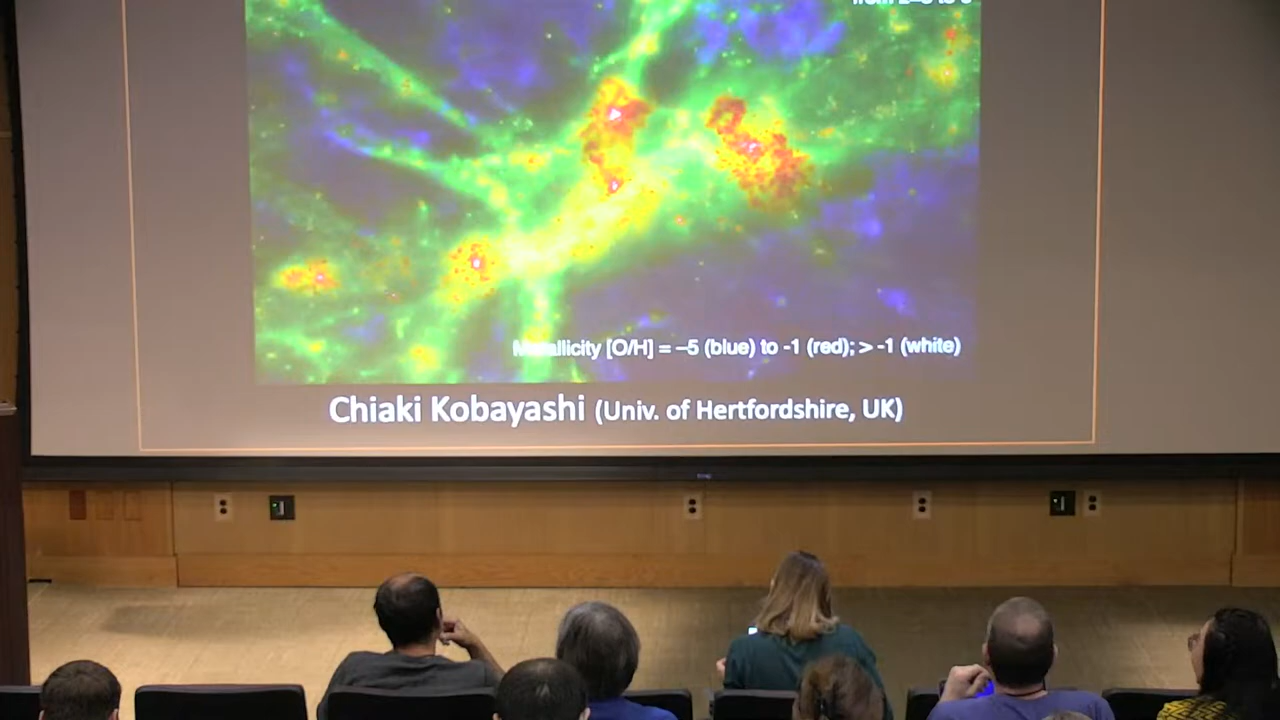 Metallicity [O/H] = –5 (blue) to -1 (red); > -1 (white)
Chiaki Kobayashi (Univ. of Hertfordshire, UK)